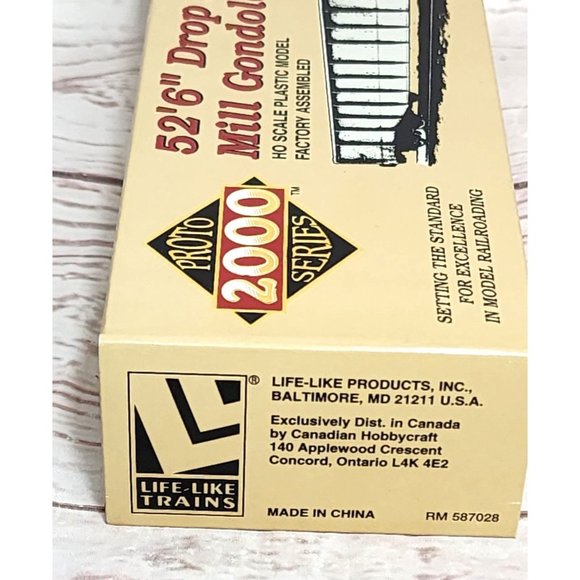 52'6" Drop
Mill Gondol
HO SCALE PLASTIC MODEL
FACTORY ASSEMBLED
PROTO
2000™
SERIES
SETTING THE STANDARD
FOR EXCELLENCE
IN MODEL RAILROADING
LIFE-LIKE
TRAINS
®
LIFE-LIKE PRODUCTS, INC.,
BALTIMORE, MD 21211 U.S.A.
Exclusively Dist. in Canada
by Canadian Hobbycraft
140 Applewood Crescent
Concord, Ontario L4K 4E2
MADE IN CHINA
RM 587028